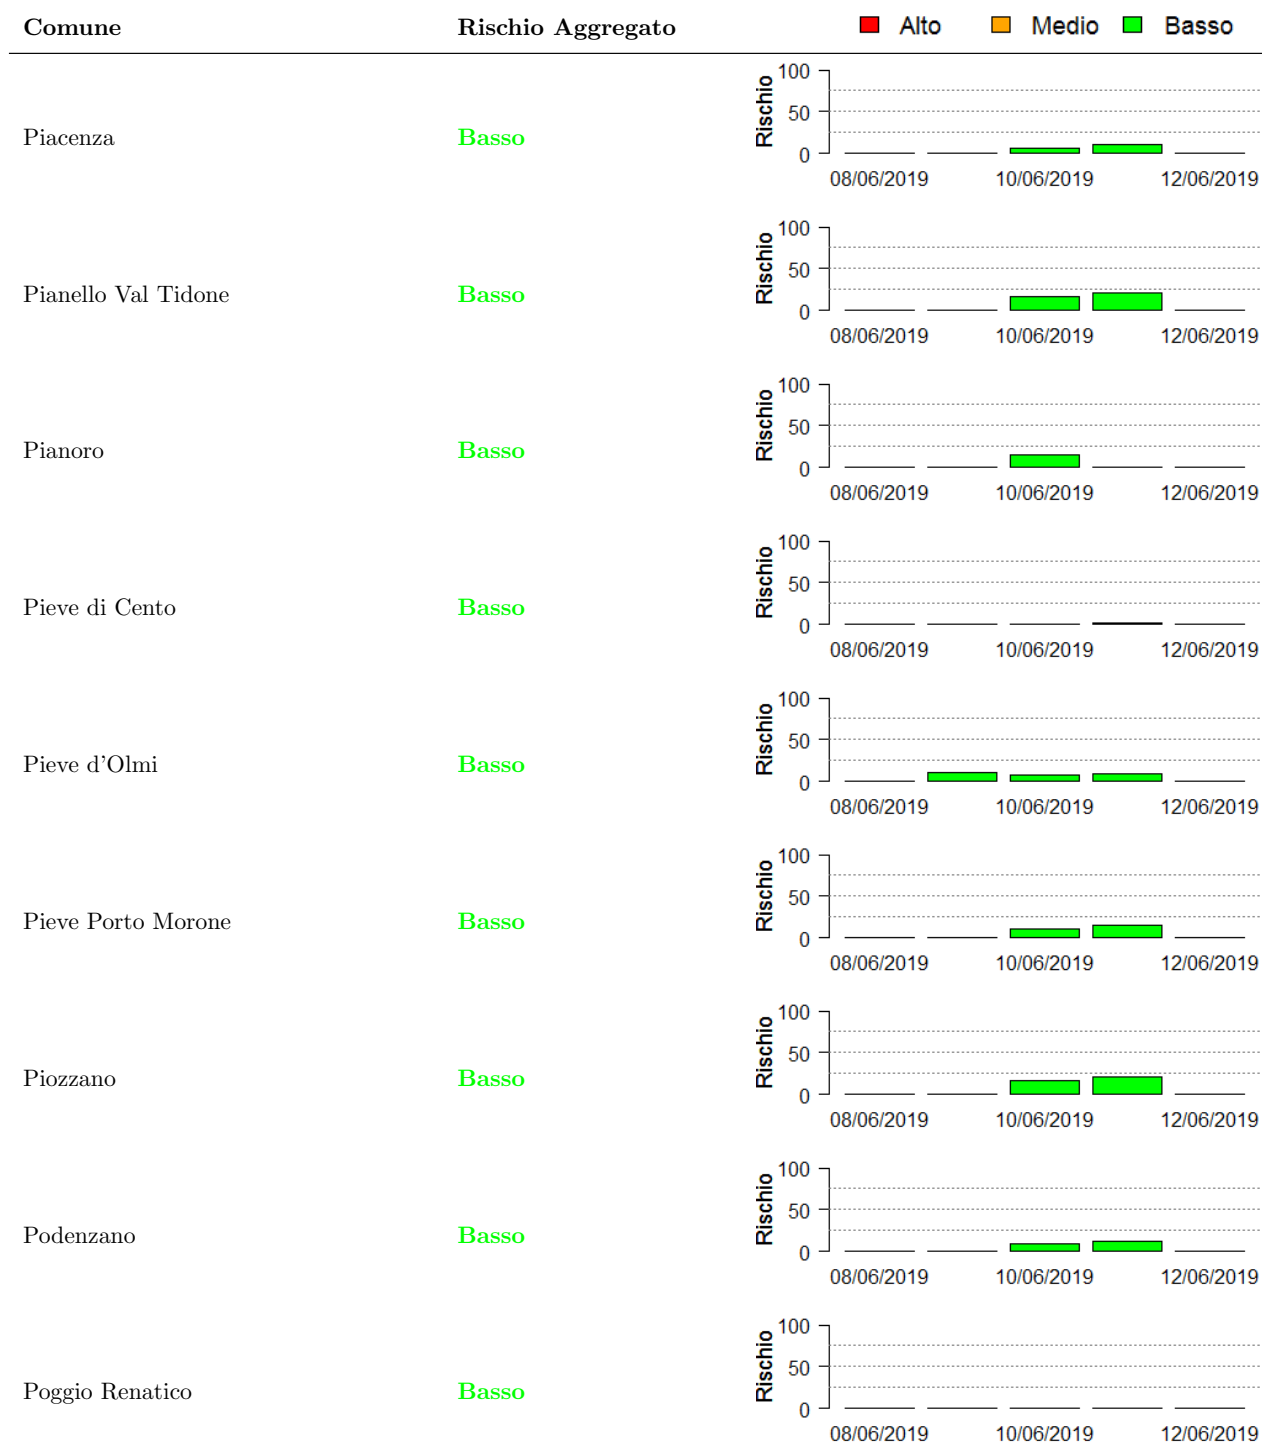 Comune Rischio Aggregato Alto Medio Basso
Piacenza Basso Rischio 100 50 0
08/06/2019 10/06/2019 12/06/2019
Pianello Val Tidone Basso Rischio 100 50 0
08/06/2019 10/06/2019 12/06/2019
Pianoro Basso Rischio 100 50 0
08/06/2019 10/06/2019 12/06/2019
Pieve di Cento Basso Rischio 100 50 0
08/06/2019 10/06/2019 12/06/2019
Pieve d'Olmi Basso Rischio 100 50 0
08/06/2019 10/06/2019 12/06/2019
Pieve Porto Morone Basso Rischio 100 50 0
08/06/2019 10/06/2019 12/06/2019
Piozzano Basso Rischio 100 50 0
08/06/2019 10/06/2019 12/06/2019
Podenzano Basso Rischio 100 50 0
08/06/2019 10/06/2019 12/06/2019
Poggio Renatico Basso Rischio 100 50 0
08/06/2019 10/06/2019 12/06/2019